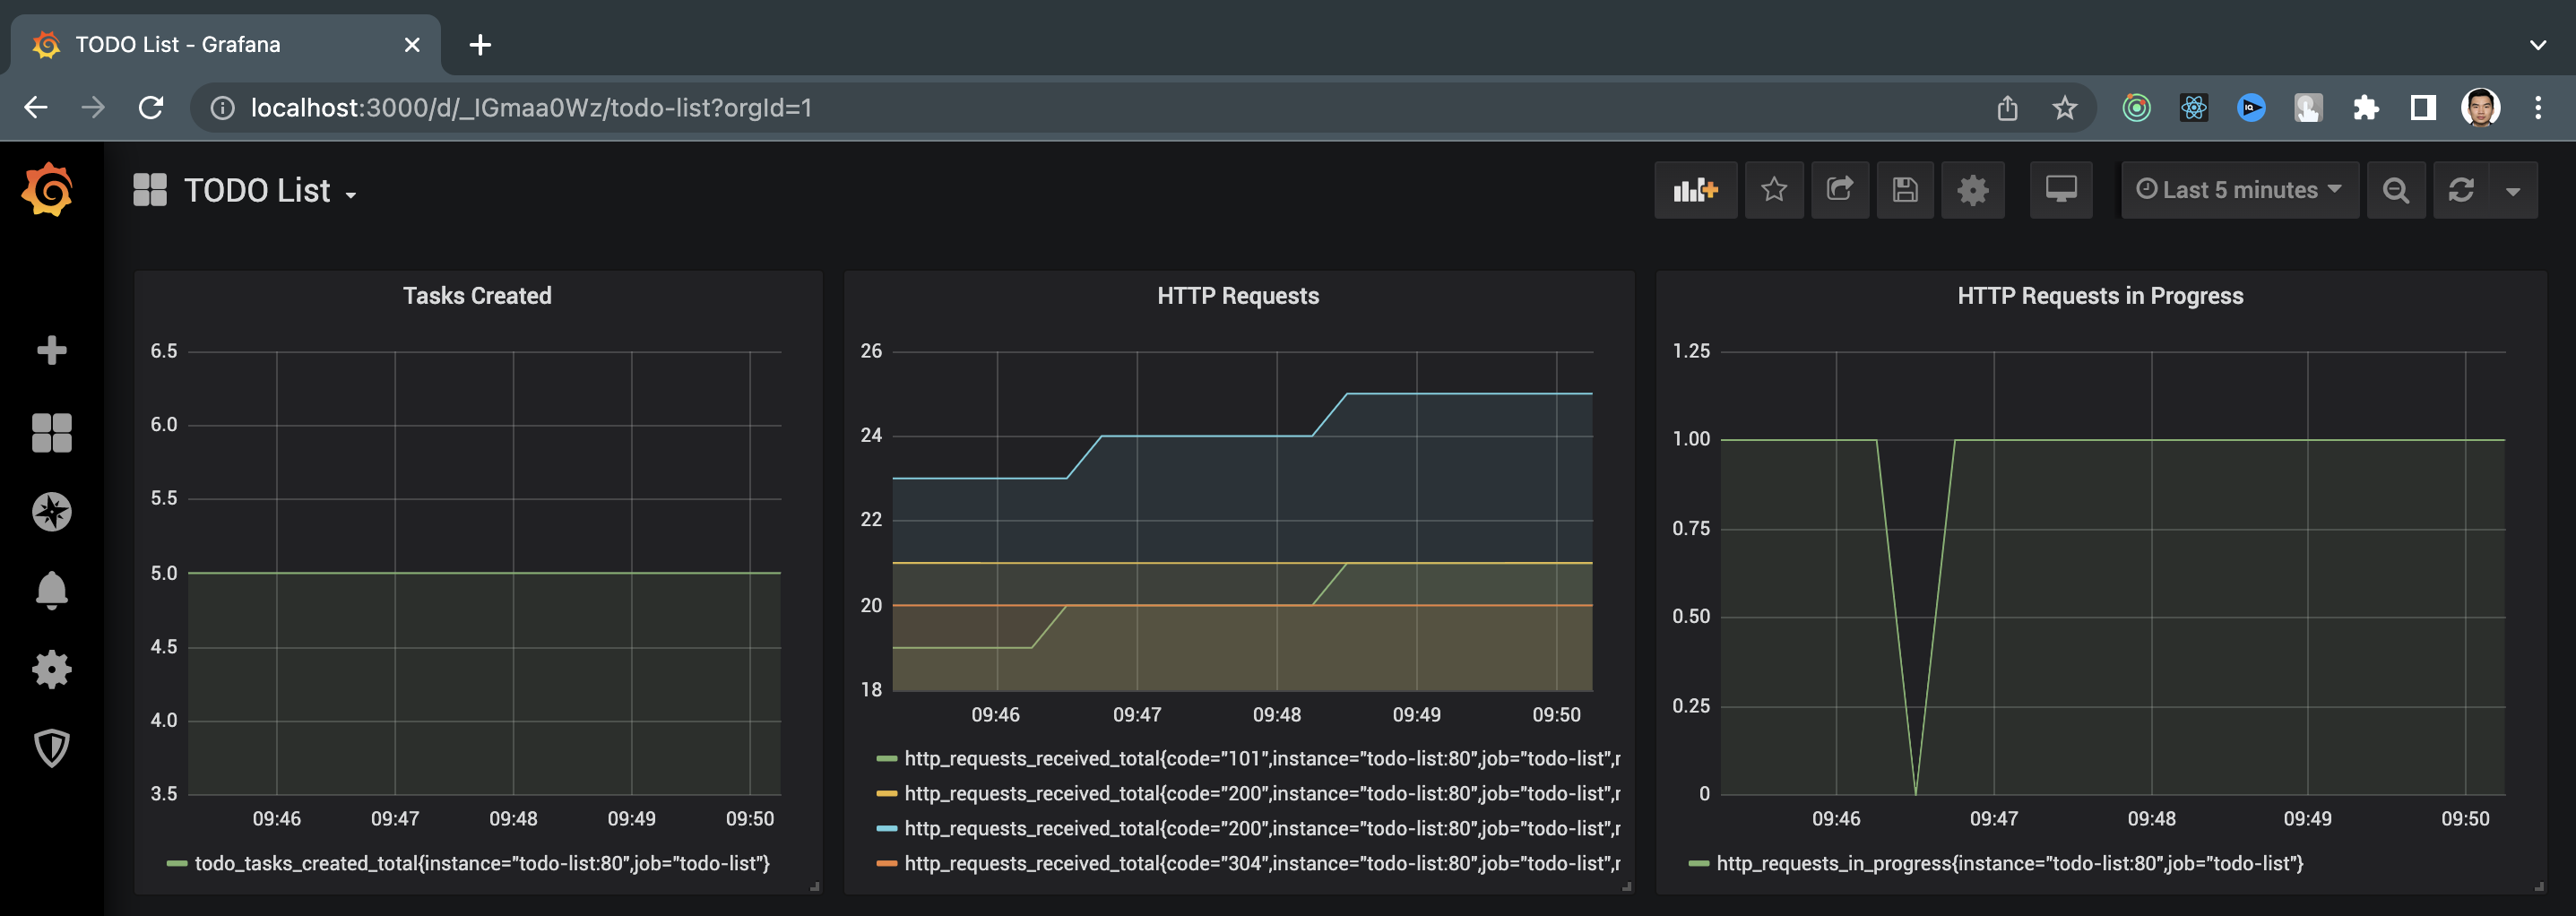 TODO List - Grafana
localhost:3000/d/_IGmaa0Wz/todo-list?orgId=1
TODO List
Last 5 minutes
Tasks Created
6.5
6.0
5.5
5.0
4.5
4.0
3.5
09:46 09:47 09:48 09:49 09:50
todo_tasks_created_total{instance="todo-list:80",job="todo-list"}
HTTP Requests
26
24
22
20
18
09:46 09:47 09:48 09:49 09:50
http_requests_received_total{code="101",instance="todo-list:80",job="todo-list",r
http_requests_received_total{code="200",instance="todo-list:80",job="todo-list",r
http_requests_received_total{code="200",instance="todo-list:80",job="todo-list",r
http_requests_received_total{code="304",instance="todo-list:80",job="todo-list",r
HTTP Requests in Progress
1.25
1.00
0.75
0.50
0.25
0
09:46 09:47 09:48 09:49 09:50
http_requests_in_progress{instance="todo-list:80",job="todo-list"}